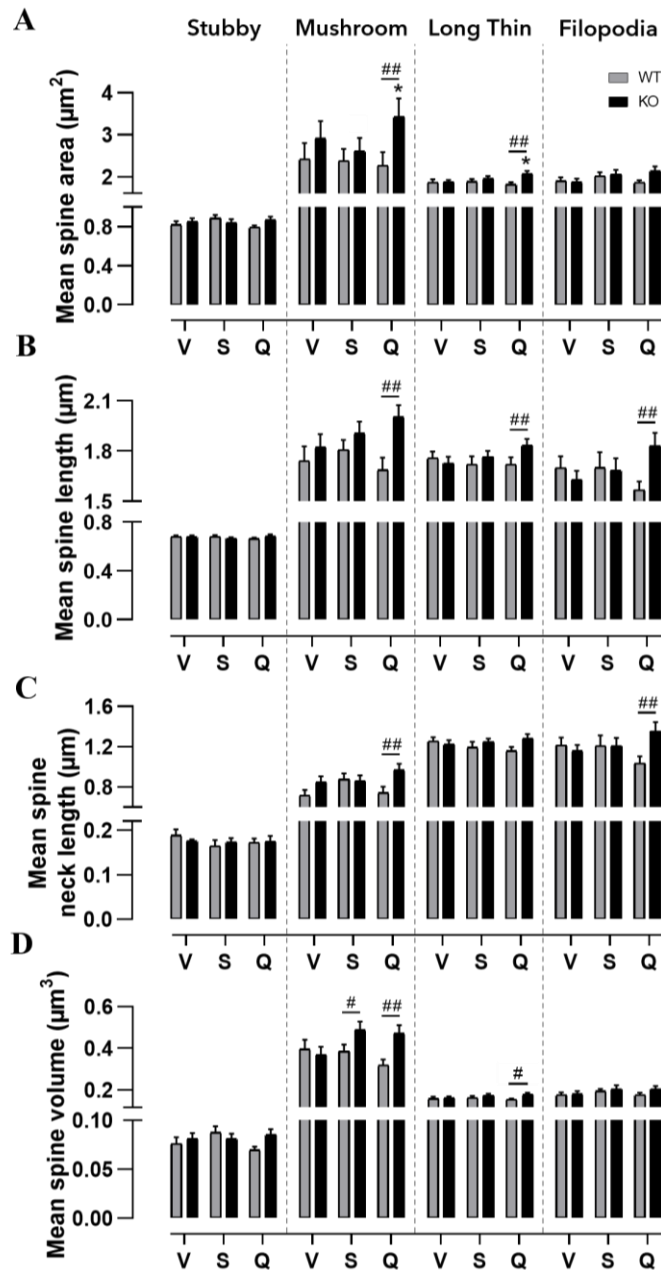 A
Stubby Mushroom Long Thin Filopodia
WT
KO
Mean spine area (µm²)
4
3
2
0.8
0.4
0.0
##
*
##
*
V S Q V S Q V S Q V S Q
B
Mean spine length (µm)
2.1
1.8
1.5
0.8
0.4
0.0
## ## ##
V S Q V S Q V S Q V S Q
C
Mean spine
neck length (µm)
1.6
1.2
0.8
0.2
0.1
0.0
## ##
V S Q V S Q V S Q V S Q
D
Mean spine volume (µm³)
0.6
0.4
0.2
0.10
0.05
0.00
# ## #
V S Q V S Q V S Q V S Q